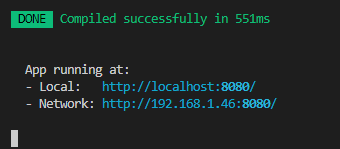 DONE Compiled successfully in 551ms
App running at:
- Local: http://localhost:8080/
- Network: http://192.168.1.46:8080/